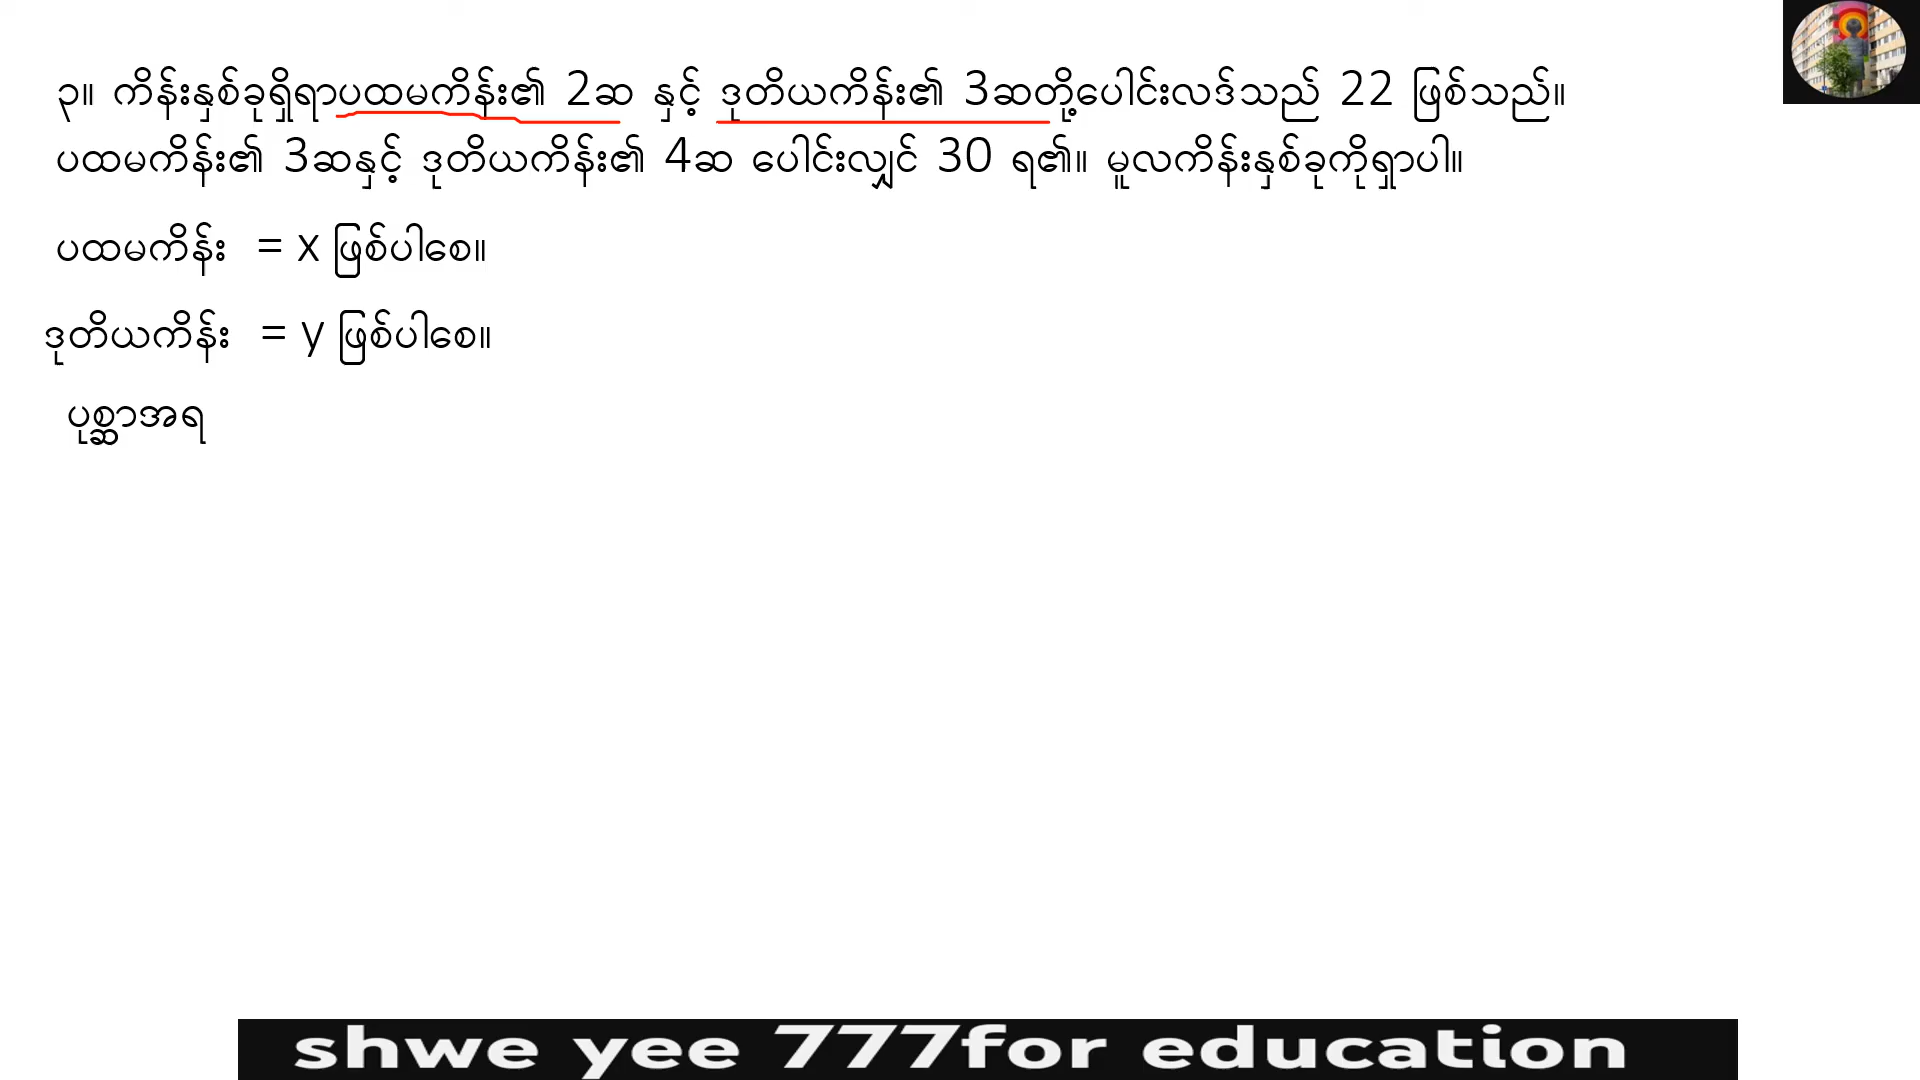 ၃။ ကိန်းနှစ်ခုရှိရာပထမကိန်း၏ 2ဆ နှင့် ဒုတိယကိန်း၏ 3ဆတို့ပေါင်းလဒ်သည် 22 ဖြစ်သည်။
ပထမကိန်း၏ 3ဆနှင့် ဒုတိယကိန်း၏ 4ဆ ပေါင်းလျှင် 30 ရ၏။ မူလကိန်းနှစ်ခုကိုရှာပါ။
ပထမကိန်း = x ဖြစ်ပါစေ။
ဒုတိယကိန်း = y ဖြစ်ပါစေ။
ပုစ္ဆာအရ
shwe yee 777for education